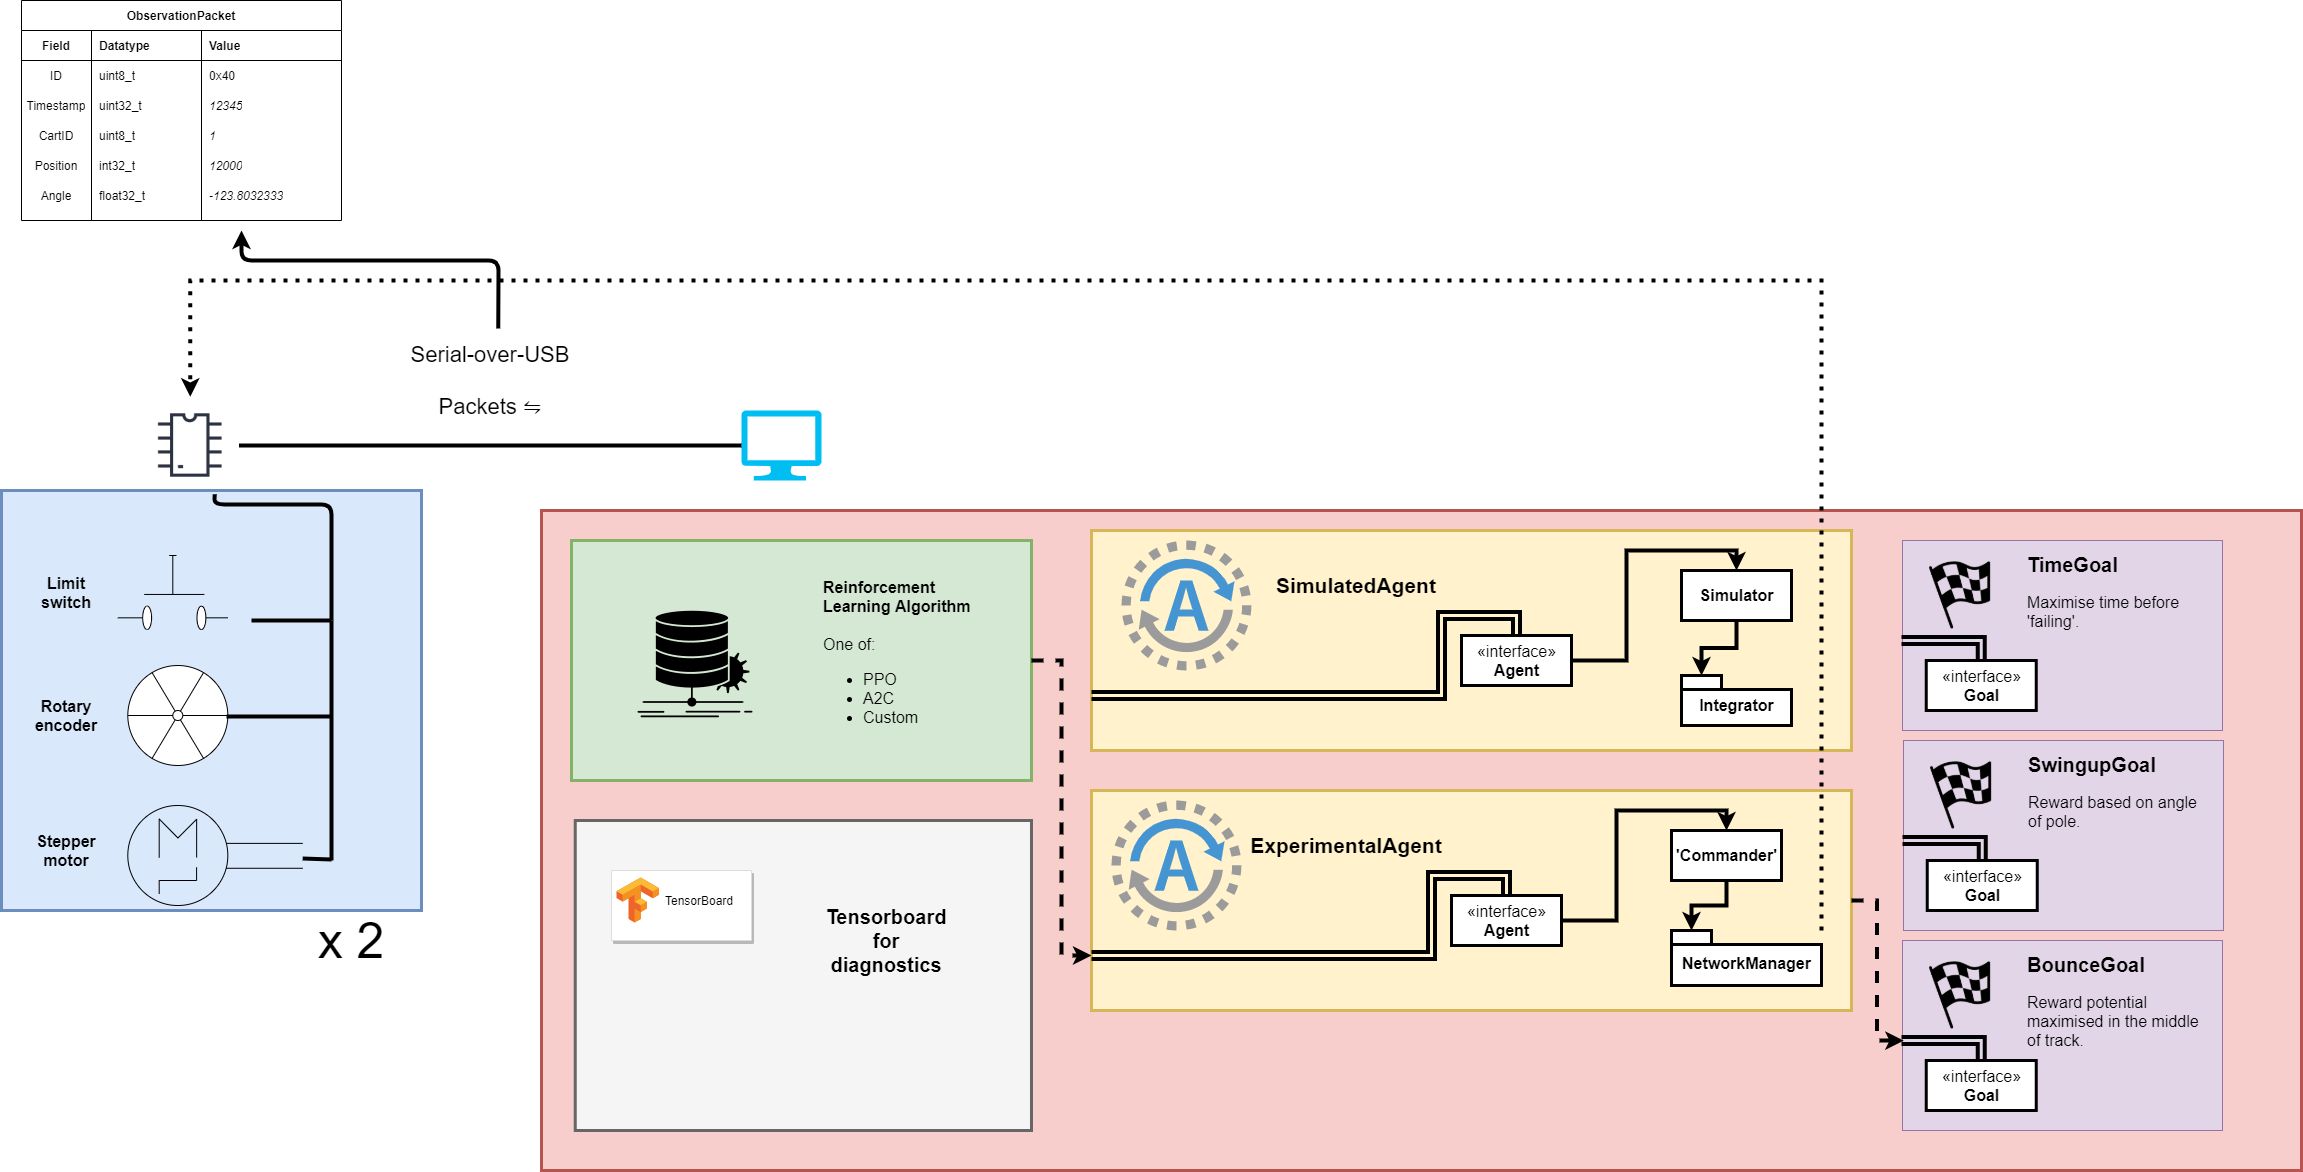 ObservationPacket
Field Datatype Value
ID uint8_t 0x40
Timestamp uint32_t 12345
CartID uint8_t 1
Position int32_t 12000
Angle float32_t -123.8032333
Serial-over-USB
Packets ⇋
Limit
switch
Rotary
encoder
Stepper
motor
x 2
Reinforcement
Learning Algorithm
One of:
• PPO
• A2C
• Custom
TensorBoard
Tensorboard
for
diagnostics
A
SimulatedAgent
«interface»
Agent
Simulator
Integrator
A
ExperimentalAgent
«interface»
Agent
'Commander'
NetworkManager
TimeGoal
Maximise time before
'failing'.
«interface»
Goal
SwingupGoal
Reward based on angle
of pole.
«interface»
Goal
BounceGoal
Reward potential
maximised in the middle
of track.
«interface»
Goal